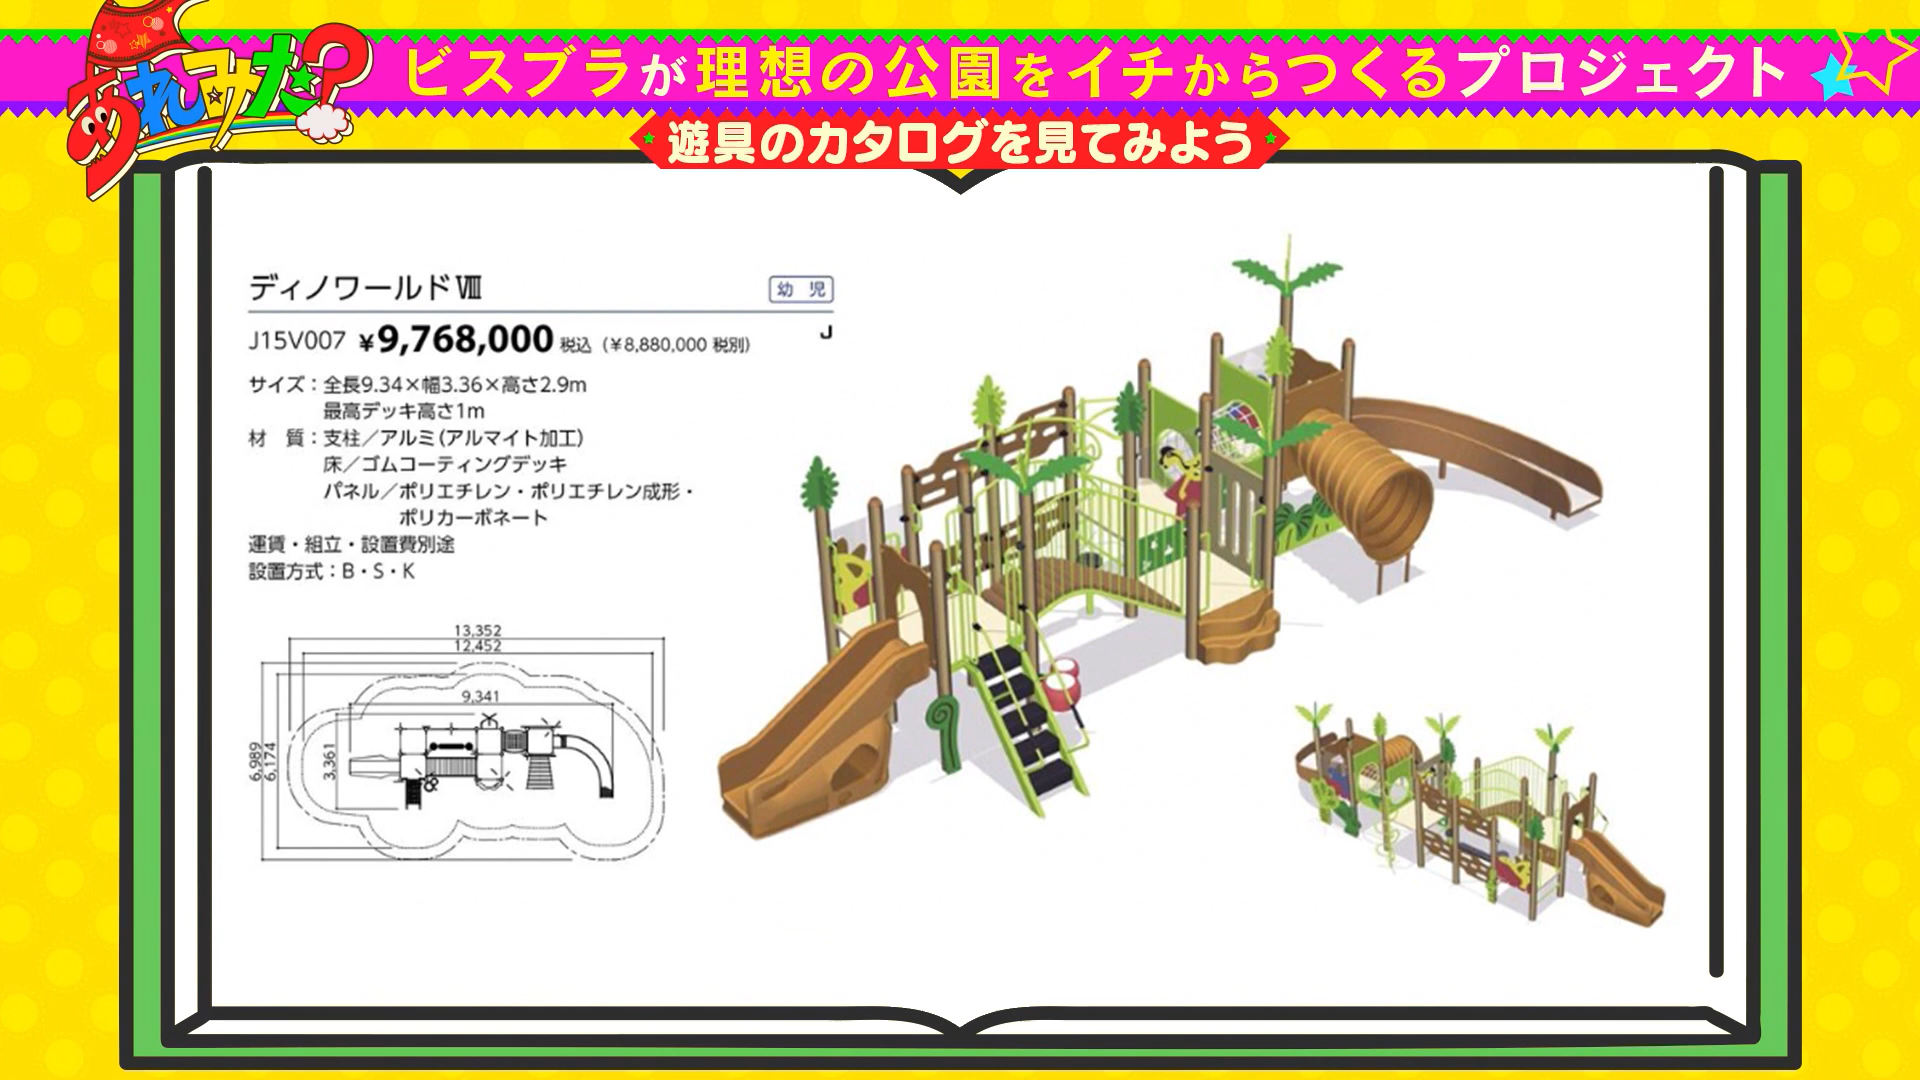 あれみた?
ビスブラが理想の公園をイチからつくるプロジェクト
遊具のカタログを見てみよう
ディノワールドⅧ
幼 児
J15V007 ¥9,768,000 税込 (¥8,880,000 税別)
J
サイズ:全長9.34×幅3.36×高さ2.9m
最高デッキ高さ1m
材 質:支柱/アルミ(アルマイト加工)
床/ゴムコーティングデッキ
パネル/ポリエチレン・ポリエチレン成形・
ポリカーボネート
運賃・組立・設置費別途
設置方式:B・S・K
13,352
12,452
9,341
6,989
6,174
3,361